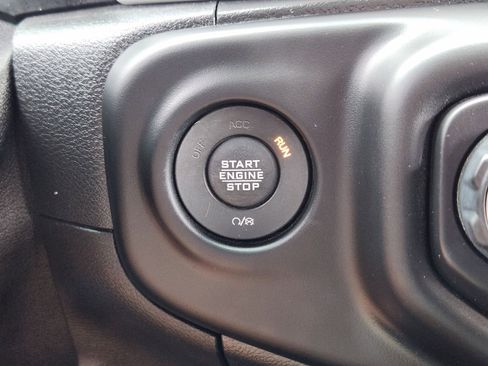 OFF
ACC
RUN
START
ENGINE
STOP